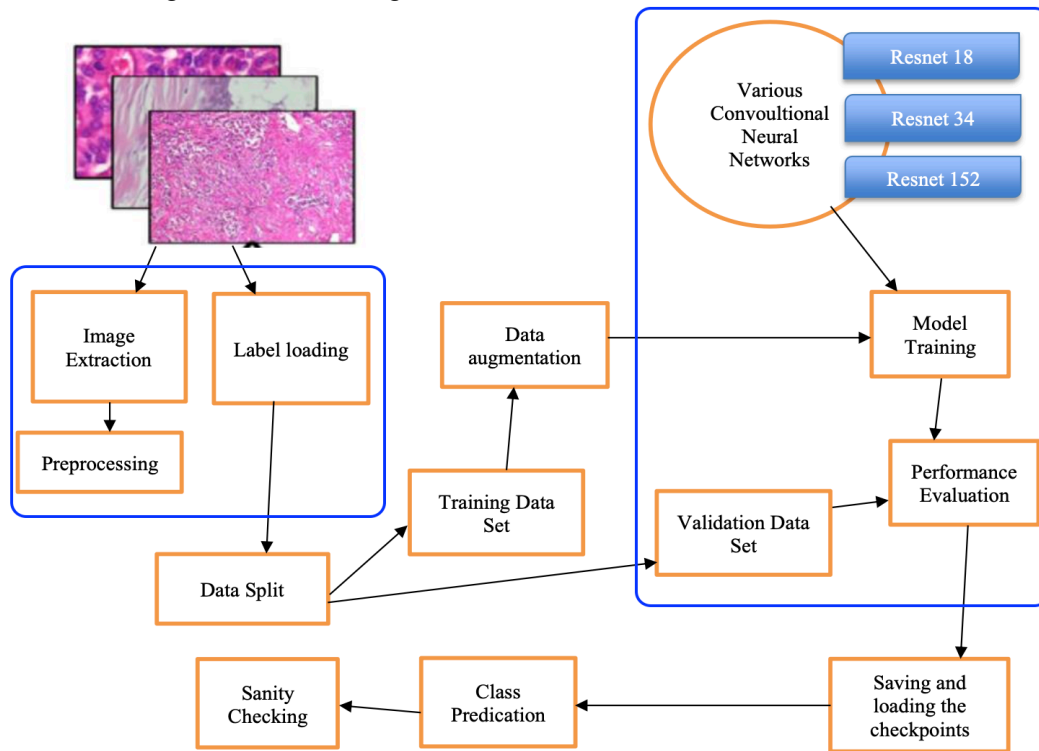 Various
Convoultional
Neural
Networks
Resnet 18
Resnet 34
Resnet 152
Image
Extraction
Label loading
Preprocessing
Data
augmentation
Model
Training
Training Data
Set
Validation Data
Set
Performance
Evaluation
Data Split
Sanity
Checking
Class
Predication
Saving and
loading the
checkpoints